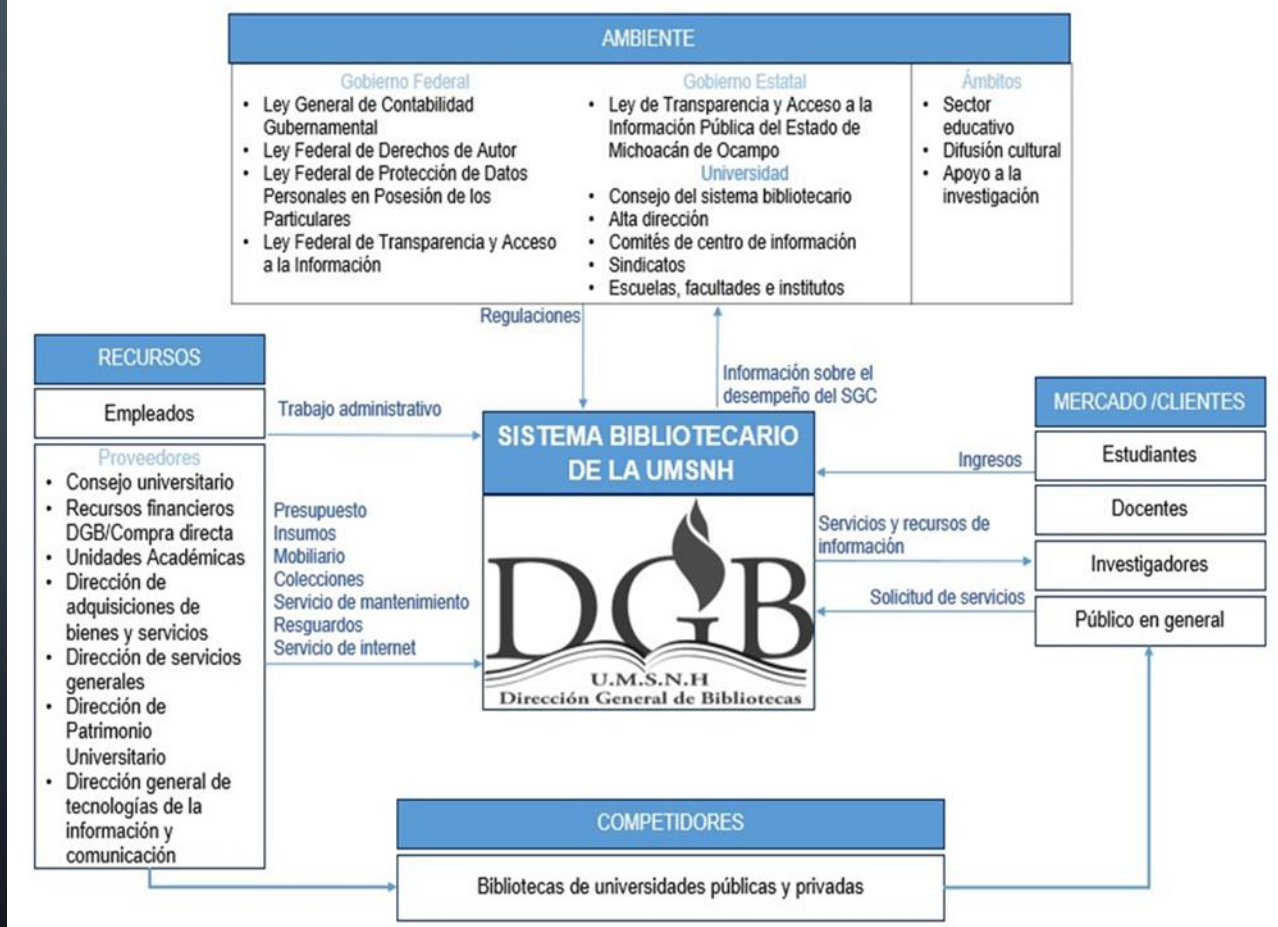 AMBIENTE
Gobierno Federal
• Ley General de Contabilidad
Gubernamental
• Ley Federal de Derechos de Autor
• Ley Federal de Protección de Datos
Personales en Posesión de los
Particulares
• Ley Federal de Transparencia y Acceso
a la Información
Gobierno Estatal
• Ley de Transparencia y Acceso a la
Información Pública del Estado de
Michoacán de Ocampo
Universidad
• Consejo del sistema bibliotecario
• Alta dirección
• Comités de centro de información
• Sindicatos
• Escuelas, facultades e institutos
Ámbitos
• Sector
educativo
• Difusión cultural
• Apoyo a la
investigación
Regulaciones
Información sobre el
desempeño del SGC
RECURSOS
Empleados
Trabajo administrativo
Proveedores
• Consejo universitario
• Recursos financieros
DGB/Compra directa
• Unidades Académicas
• Dirección de
adquisiciones de
bienes y servicios
• Dirección de servicios
generales
• Dirección de
Patrimonio
Universitario
• Dirección general de
tecnologías de la
información y
comunicación
Presupuesto
Insumos
Mobiliario
Colecciones
Servicio de mantenimiento
Resguardos
Servicio de internet
SISTEMA BIBLIOTECARIO
DE LA UMSNH
DGB
U.M.S.N.H
Dirección General de Bibliotecas
Ingresos
Servicios y recursos de
información
Solicitud de servicios
MERCADO /CLIENTES
Estudiantes
Docentes
Investigadores
Público en general
COMPETIDORES
Bibliotecas de universidades públicas y privadas